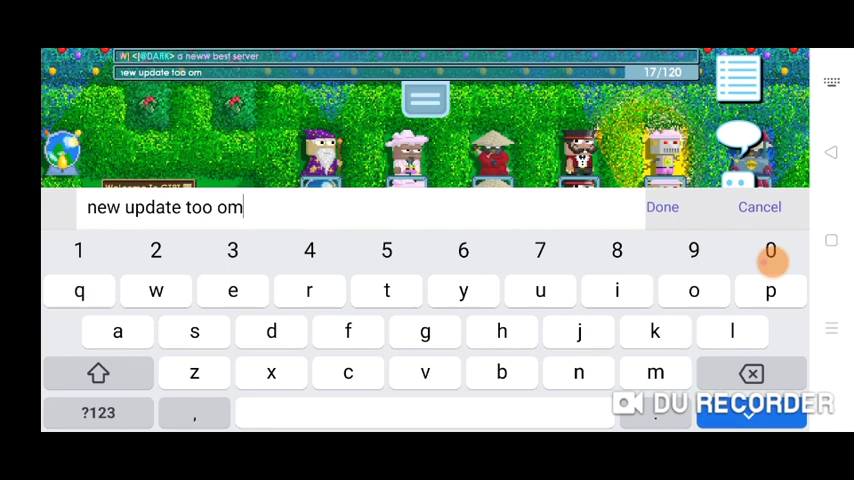 W] <[@DARK> a neww best server
new update too om
17/120
new update too om
Done
Cancel
1 2 3 4 5 6 7 8 9 0
q w e r t y u i o p
a s d f g h j k l
z x c v b n m
?123 , .
DU RECORDER